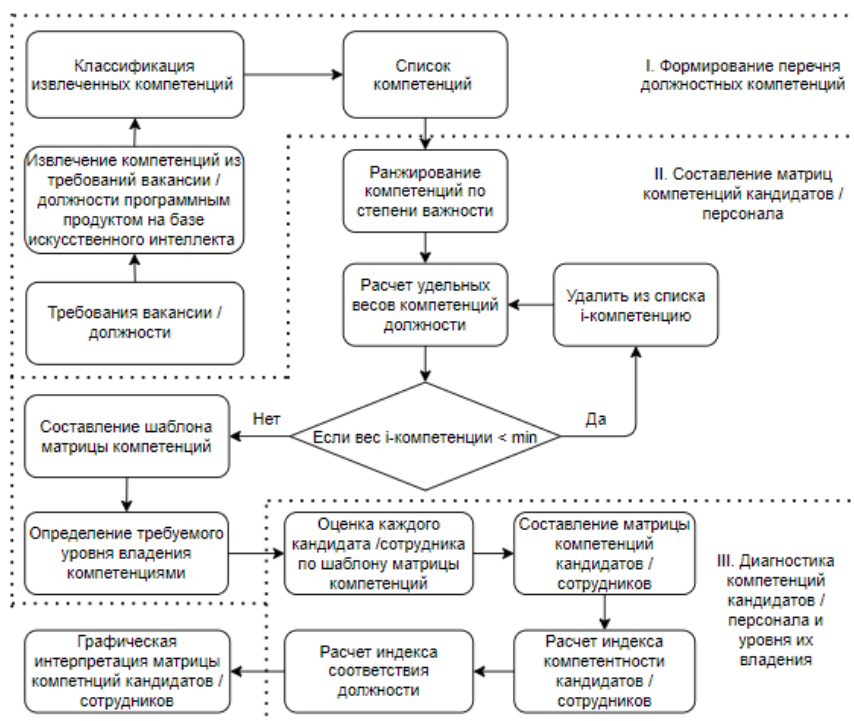 Классификация
извлеченных компетенций
Список
компетенций
I. Формирование перечня
должностных компетенций
Извлечение компетенций из
требований вакансии /
должности программным
продуктом на базе
искусственного интеллекта
Ранжирование
компетенций по
степени важности
II. Составление матриц
компетенций кандидатов /
персонала
Требования вакансии /
должности
Расчет удельных
весов компетенций
должности
Удалить из списка
i-компетенцию
Составление шаблона
матрицы компетенций
Нет
Если вес i-компетенции < min
Да
Определение требуемого
уровня владения
компетенциями
Оценка каждого
кандидата /сотрудника
по шаблону матрицы
компетенций
Составление матрицы
компетенций
кандидатов /
сотрудников
III. Диагностика
компетенций
кандидатов /
персонала и
уровня их
владения
Графическая
интерпретация матрицы
компетнций кандидатов /
сотрудников
Расчет индекса
соответствия
должности
Расчет индекса
компетентности
кандидатов /
сотрудников